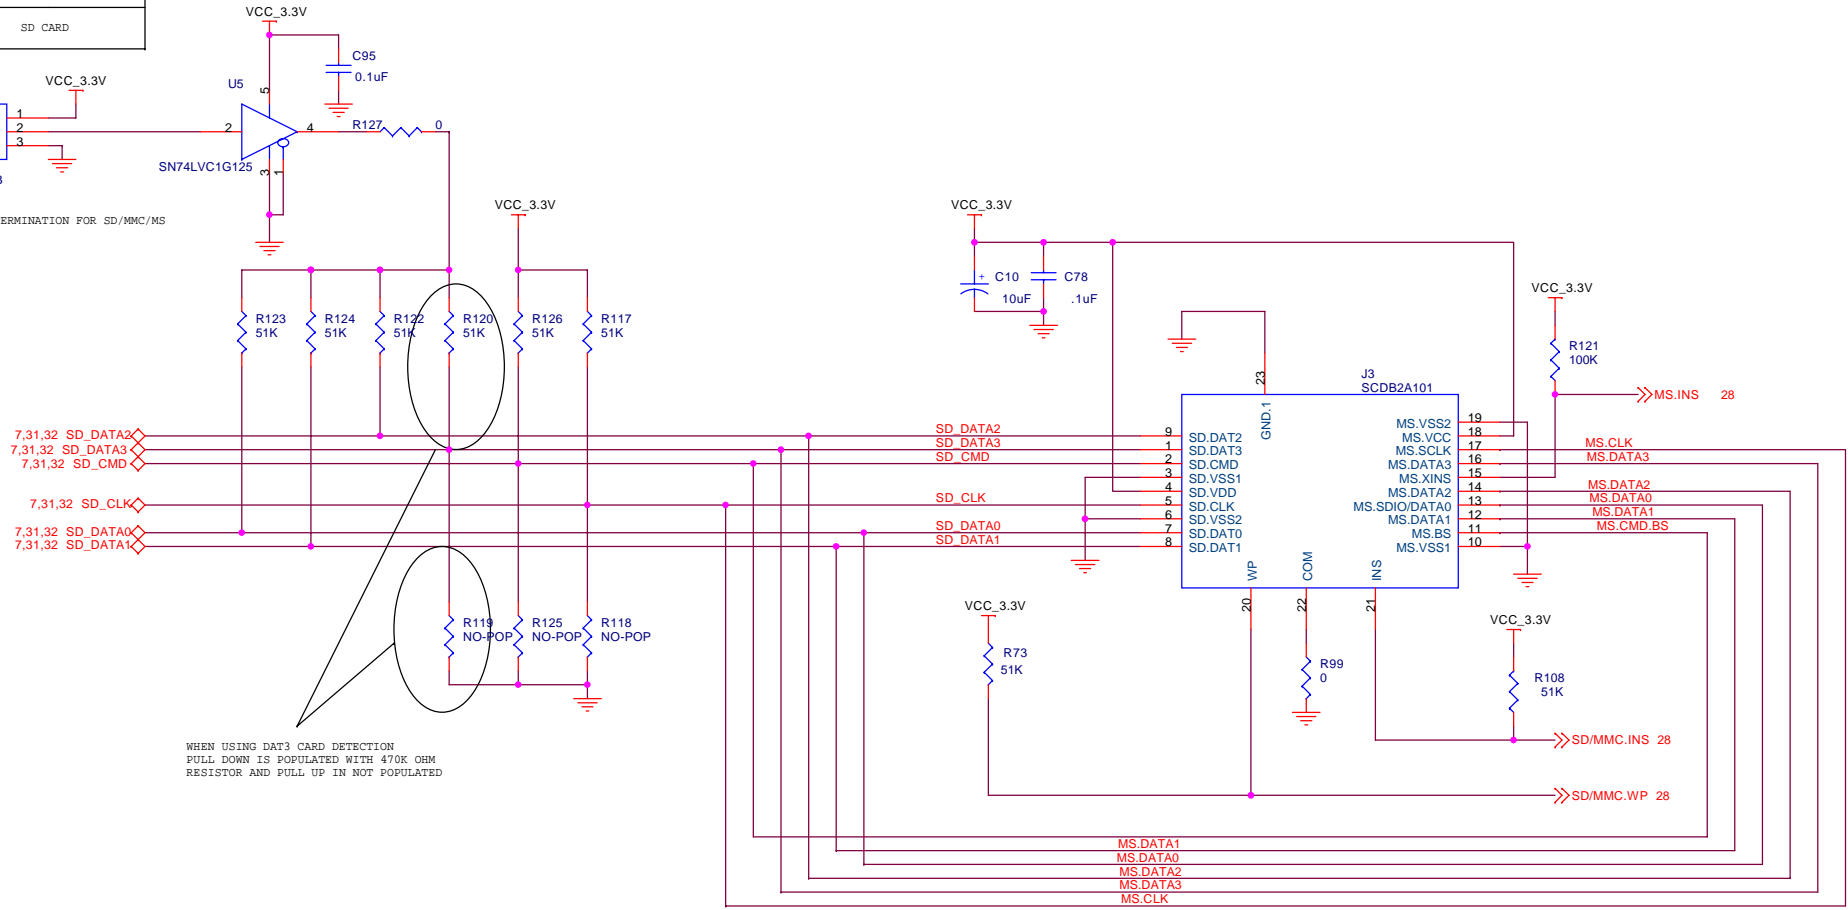 VCC_3.3V
SD CARD
C95
0.1uF
VCC_3.3V
U5
5
1
2
3
2
4
R127
0
SN74LVC1G125
3
1
ERMINATION FOR SD/MMC/MS
VCC_3.3V
VCC_3.3V
C10
10uF
C78
.1uF
VCC_3.3V
R123
51K
R124
51K
R122
51K
R120
51K
R126
51K
R117
51K
R121
100K
MS.INS 28
J3
SCDB2A101
23
GND.1
7,31,32 SD_DATA2
7,31,32 SD_DATA3
7,31,32 SD_CMD
7,31,32 SD_CLK
7,31,32 SD_DATA0
7,31,32 SD_DATA1
SD_DATA2
SD_DATA3
SD_CMD
SD_CLK
SD_DATA0
SD_DATA1
9 SD.DAT2
1 SD.DAT3
2 SD.CMD
3 SD.VSS1
4 SD.VDD
5 SD.CLK
6 SD.VSS2
7 SD.DAT0
8 SD.DAT1
MS.VSS2 19
MS.VCC 18
MS.SCLK 17
MS.DATA3 16
MS.XINS 15
MS.DATA2 14
MS.SDIO/DATA0 13
MS.DATA1 12
MS.BS 11
MS.VSS1 10
MS.CLK
MS.DATA3
MS.DATA2
MS.DATA0
MS.DATA1
MS.CMD.BS
WP
COM
INS
20
22
21
VCC_3.3V
R73
51K
R99
0
VCC_3.3V
R108
51K
R119
NO-POP
R125
NO-POP
R118
NO-POP
SD/MMC.INS 28
SD/MMC.WP 28
WHEN USING DAT3 CARD DETECTION
PULL DOWN IS POPULATED WITH 470K OHM
RESISTOR AND PULL UP IN NOT POPULATED
MS.DATA1
MS.DATA0
MS.DATA2
MS.DATA3
MS.CLK